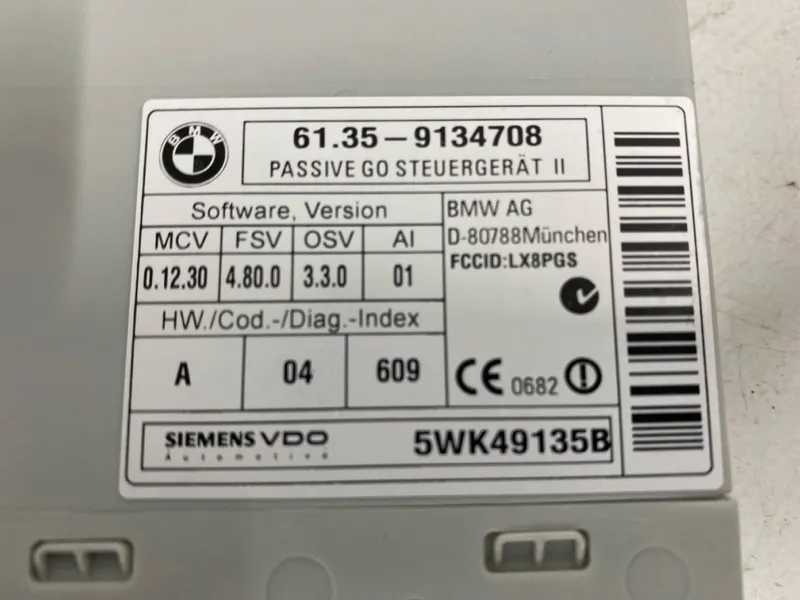 BMW
61.35-9134708
PASSIVE GO STEUERGERÄT II
Software, Version
MCV FSV OSV AI
0.12.30 4.80.0 3.3.0 01
HW./Cod.-/Diag.-Index
A 04 609
BMW AG
D-80788München
FCCID:LX8PGS
CE 0682
SIEMENS VDO
Automotive
5WK49135B